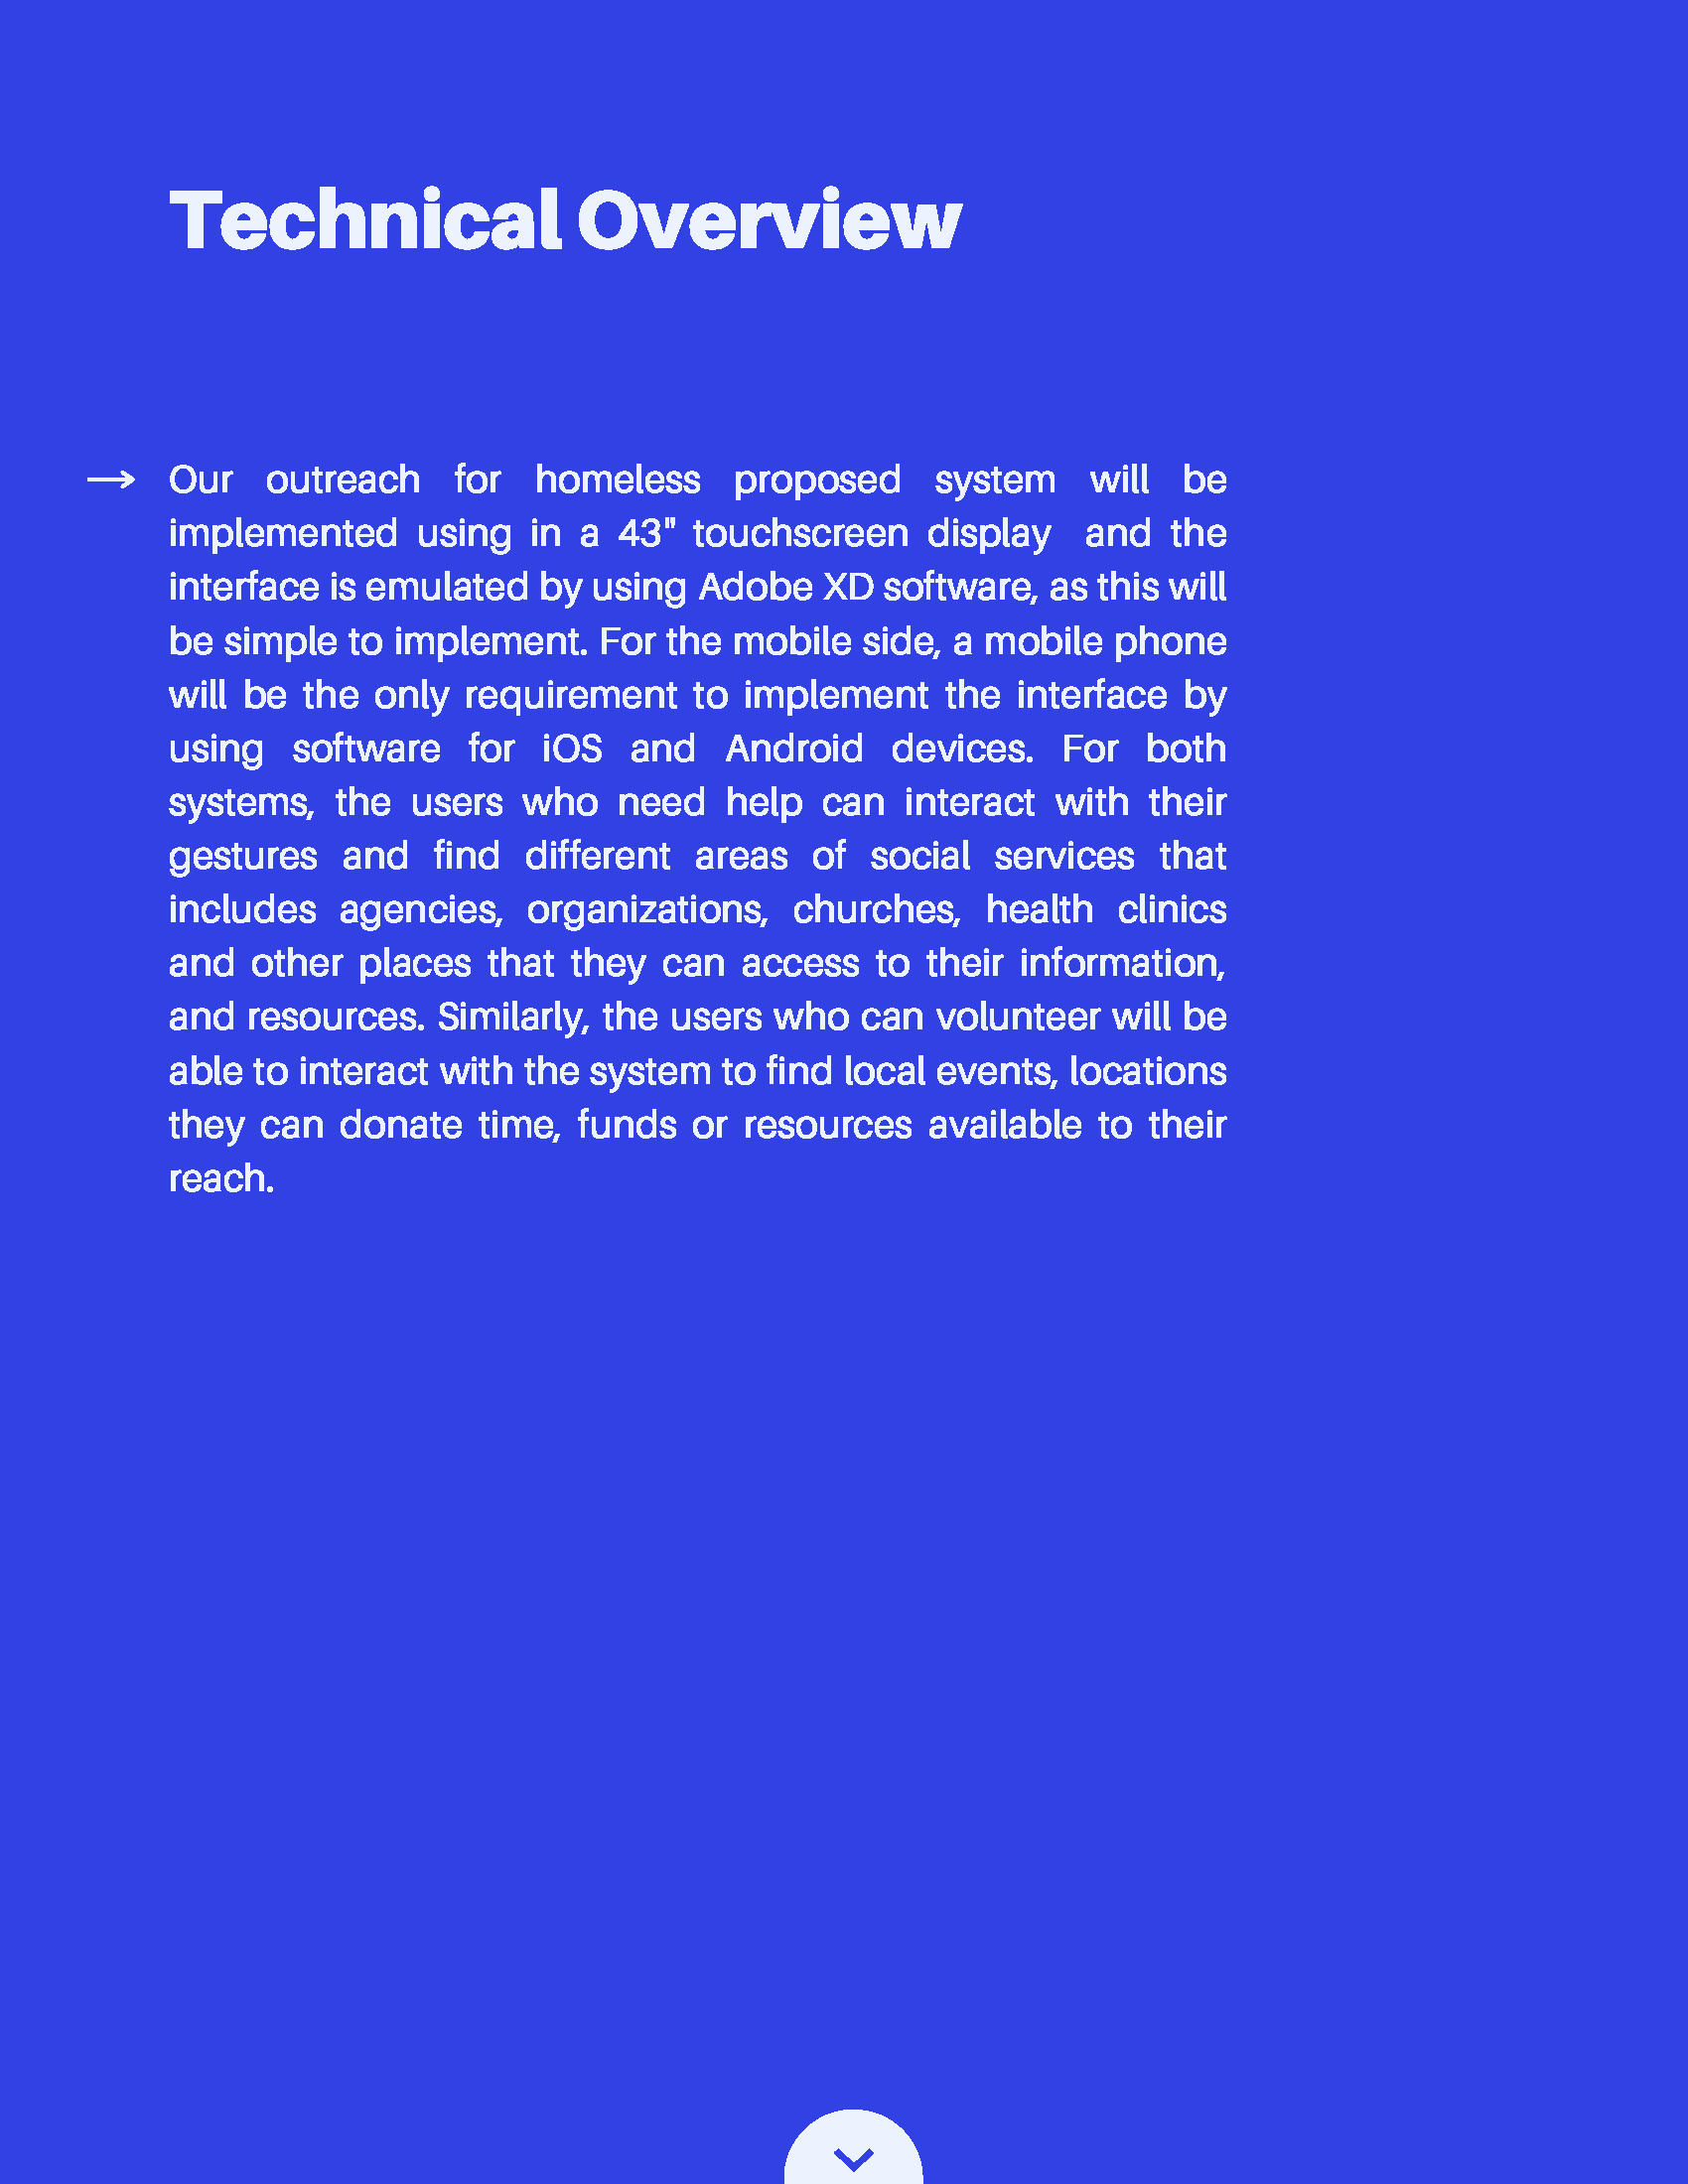 Technical Overview
Our outreach for homeless proposed system will be
implemented using in a 43" touchscreen display and the
interface is emulated by using Adobe XD software, as this will
be simple to implement. For the mobile side, a mobile phone
will be the only requirement to implement the interface by
using software for iOS and Android devices. For both
systems, the users who need help can interact with their
gestures and find different areas of social services that
includes agencies, organizations, churches, health clinics
and other places that they can access to their information,
and resources. Similarly, the users who can volunteer will be
able to interact with the system to find local events, locations
they can donate time, funds or resources available to their
reach.